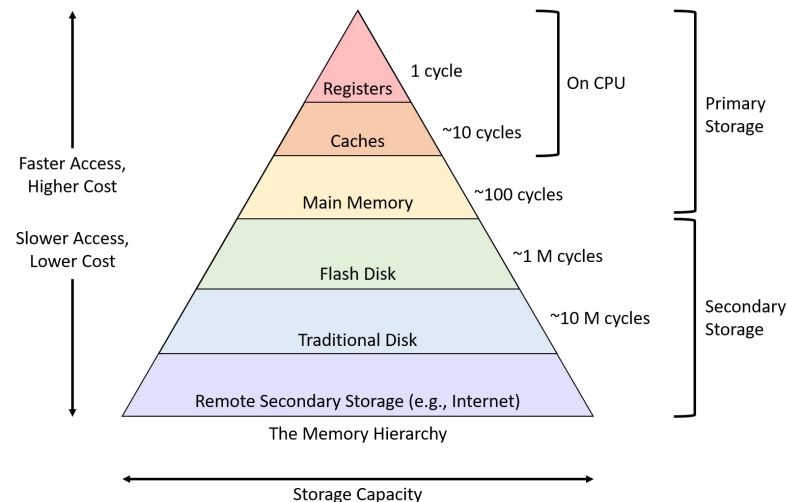 1 cycle
Registers
On CPU
Primary
Storage
~10 cycles
Caches
Faster Access,
Higher Cost
~100 cycles
Main Memory
Slower Access,
Lower Cost
~1 M cycles
Flash Disk
~10 M cycles
Secondary
Storage
Traditional Disk
Remote Secondary Storage (e.g., Internet)
The Memory Hierarchy
Storage Capacity